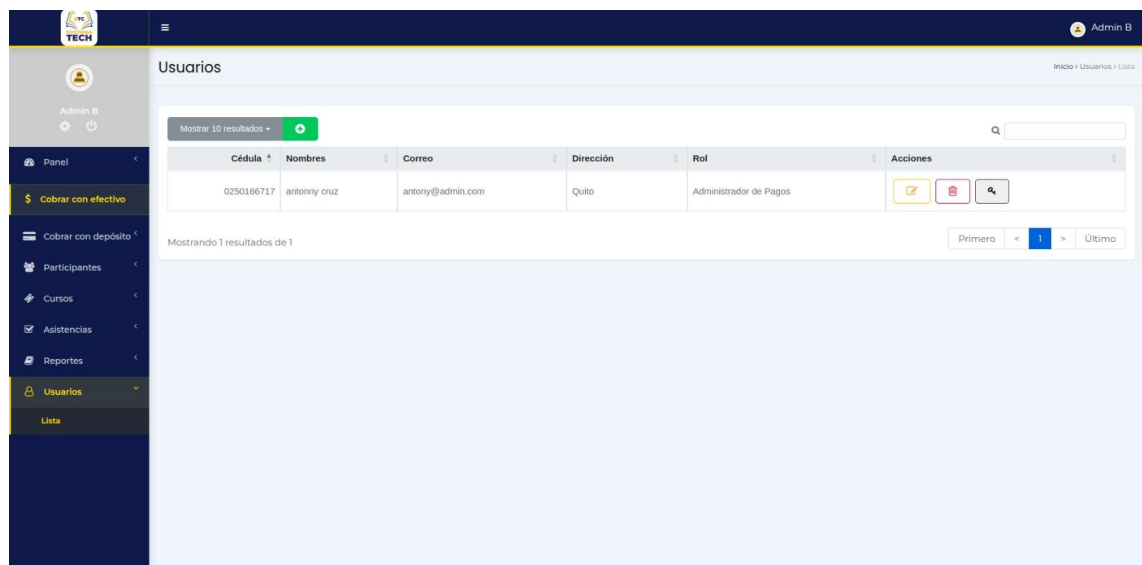 TECH
Admin B
Usuarios
Inicio > Usuarios > Lista
Admin B
Panel
Cobrar con efectivo
Cobrar con depósito
Participantes
Cursos
Asistencias
Reportes
Usuarios
Lista
Mostrar 10 resultados
Cédula Nombres Correo Dirección Rol Acciones
0250166717 antonny cruz antony@admin.com Quito Administrador de Pagos
Mostrando 1 resultados de 1
Primero < 1 > Último